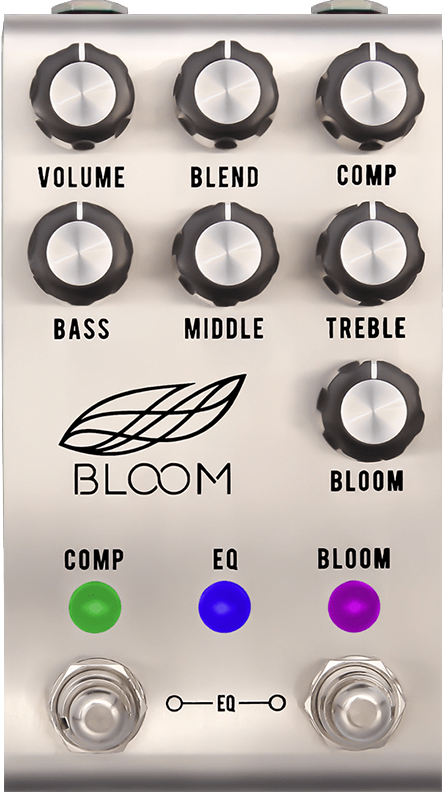 VOLUME BLEND COMP
BASS MIDDLE TREBLE
BLOOM
BLOOM
COMP EQ BLOOM
EQ